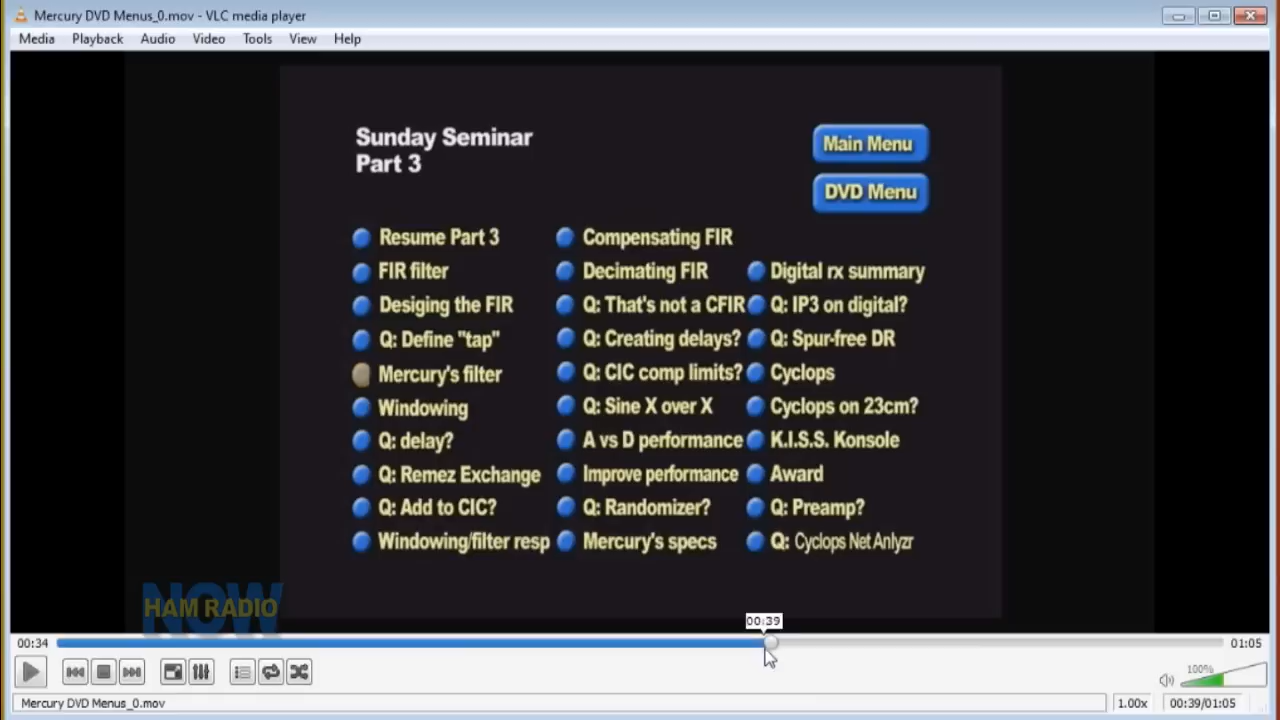 Mercury DVD Menus_0.mov - VLC media player
Media Playback Audio Video Tools View Help
Sunday Seminar
Part 3
Main Menu
DVD Menu
Resume Part 3
FIR filter
Desiging the FIR
Q: Define "tap"
Mercury's filter
Windowing
Q: delay?
Q: Remez Exchange
Q: Add to CIC?
Windowing/filter resp
Compensating FIR
Decimating FIR
Q: That's not a CFIR
Q: Creating delays?
Q: CIC comp limits?
Q: Sine X over X
A vs D performance
Improve performance
Q: Randomizer?
Mercury's specs
Digital rx summary
Q: IP3 on digital?
Q: Spur-free DR
Cyclops
Cyclops on 23cm?
K.I.S.S. Konsole
Award
Q: Preamp?
Q: Cyclops Net Anlyzr
NOW
HAM RADIO
00:39
00:34 01:05
100%
Mercury DVD Menus_0.mov 1.00x 00:39/01:05